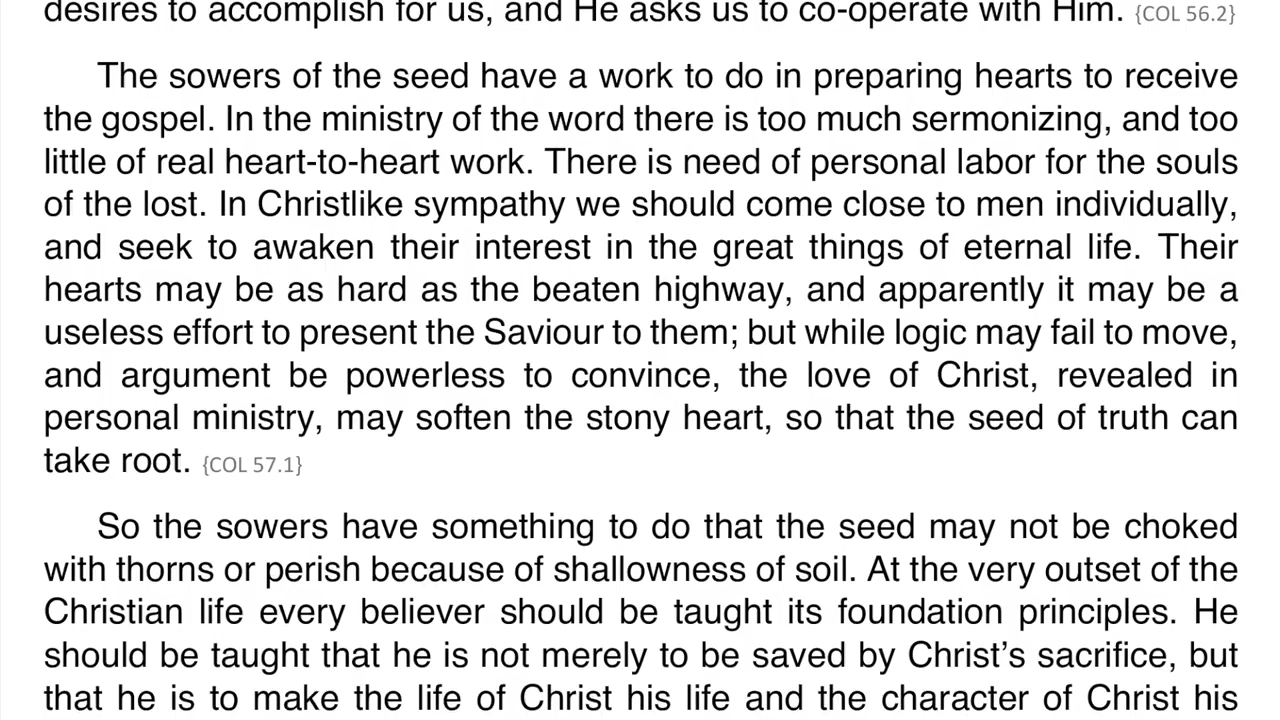 desires to accomplish for us, and He asks us to co-operate with Him. {COL 56.2}
The sowers of the seed have a work to do in preparing hearts to receive
the gospel. In the ministry of the word there is too much sermonizing, and too
little of real heart-to-heart work. There is need of personal labor for the souls
of the lost. In Christlike sympathy we should come close to men individually,
and seek to awaken their interest in the great things of eternal life. Their
hearts may be as hard as the beaten highway, and apparently it may be a
useless effort to present the Saviour to them; but while logic may fail to move,
and argument be powerless to convince, the love of Christ, revealed in
personal ministry, may soften the stony heart, so that the seed of truth can
take root. {COL 57.1}
So the sowers have something to do that the seed may not be choked
with thorns or perish because of shallowness of soil. At the very outset of the
Christian life every believer should be taught its foundation principles. He
should be taught that he is not merely to be saved by Christ’s sacrifice, but
that he is to make the life of Christ his life and the character of Christ his